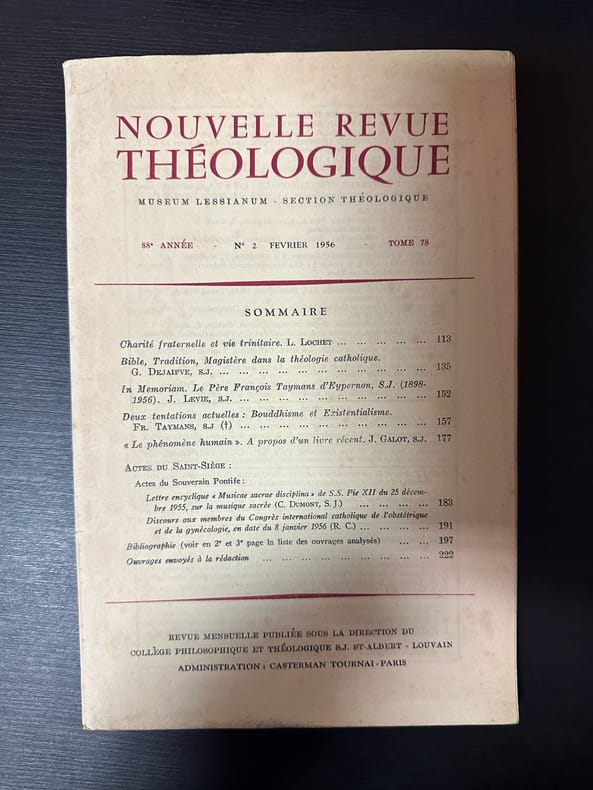 NOUVELLE REVUE
THÉOLOGIQUE
MUSEUM LESSIANUM - SECTION THÉOLOGIQUE
88e ANNÉE - No 2 FEVRIER 1956 - TOME 78
SOMMAIRE
Charité fraternelle et vie trinitaire. L. LOCHET ... ... ... ... ... 113
Bible, Tradition, Magistère dans la théologie catholique.
G. DEJAIFVE, S.J. ... ... ... ... ... ... ... ... ... ... ... 135
In Memoriam. Le Père François Taymans d'Eypernon, S.J. (1898-
1956). J. LEVIE, S.J. ... ... ... ... ... ... ... ... ... ... 152
Deux tentations actuelles : Bouddhisme et Existentialisme.
FR. TAYMANS, S.J (†) ... ... ... ... ... ... ... ... ... ... 157
« Le phénomène humain ». A propos d'un livre récent. J. GALOT, S.J. 177
ACTES DU SAINT-SIÈGE :
Actes du Souverain Pontife :
Lettre encyclique « Musicae sacrae disciplina » de S.S. Pie XII du 25 décem-
bre 1955, sur la musique sacrée (C. DUMONT, S. J.) ... ... ... 183
Discours aux membres du Congrès international catholique de l'obstétrique
et de la gynécologie, en date du 8 janvier 1956 (R. C.) ... ... ... ... 191
Bibliographie (voir en 2e et 3e page la liste des ouvrages analysés) ... ... 197
Ouvrages envoyés à la rédaction ... ... ... ... ... ... ... ... 222
REVUE MENSUELLE PUBLIÉE SOUS LA DIRECTION DU
COLLÈGE PHILOSOPHIQUE ET THÉOLOGIQUE S.J. ST-ALBERT - LOUVAIN
ADMINISTRATION : CASTERMAN TOURNAI - PARIS